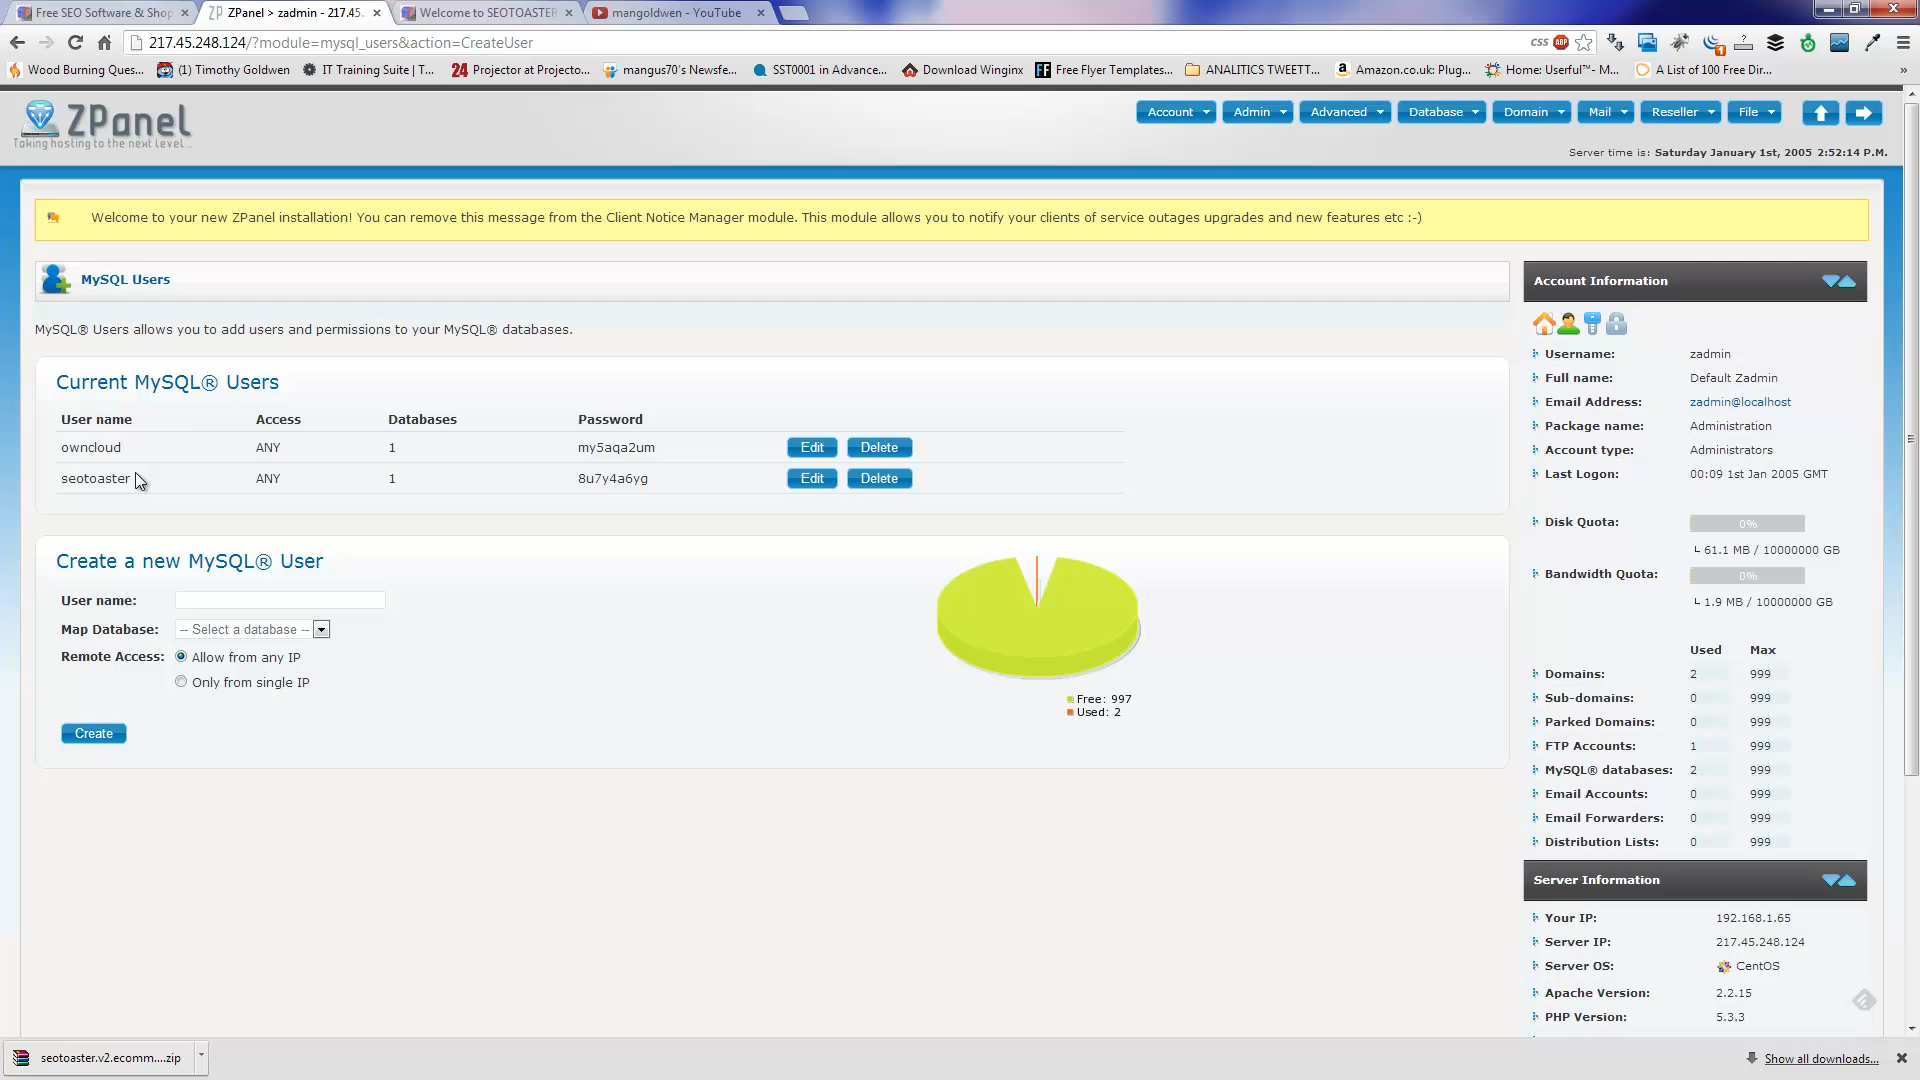 Free SEO Software & Shop
ZPanel > zadmin - 217.45.
Welcome to SEOTOASTER
mangoldwen - YouTube
217.45.248.124/?module=mysql_users&action=CreateUser
CSS
ABP
Wood Burning Ques...
(1) Timothy Goldwen
IT Training Suite | T...
24 Projector at Projecto...
mangus70's Newsfe...
SST0001 in Advance...
Download Winginx
FF Free Flyer Templates...
ANALITICS TWEETT...
Amazon.co.uk: Plug...
Home: Userful™- M...
A List of 100 Free Dir...
»
ZPanel
Taking hosting to the next level...
Account
Admin
Advanced
Database
Domain
Mail
Reseller
File
Server time is: Saturday January 1st, 2005 2:52:14 P.M.
Welcome to your new ZPanel installation! You can remove this message from the Client Notice Manager module. This module allows you to notify your clients of service outages upgrades and new features etc :-)
MySQL Users
MySQL® Users allows you to add users and permissions to your MySQL® databases.
Current MySQL® Users
User name Access Databases Password
owncloud ANY 1 my5aqa2um Edit Delete
seotoaster ANY 1 8u7y4a6yg Edit Delete
Create a new MySQL® User
User name:
Map Database: -- Select a database --
Remote Access: Allow from any IP
Only from single IP
Create
Free: 997
Used: 2
Account Information
Username: zadmin
Full name: Default Zadmin
Email Address: zadmin@localhost
Package name: Administration
Account type: Administrators
Last Logon: 00:09 1st Jan 2005 GMT
Disk Quota: 0%
61.1 MB / 10000000 GB
Bandwidth Quota: 0%
1.9 MB / 10000000 GB
Used Max
Domains: 2 999
Sub-domains: 0 999
Parked Domains: 0 999
FTP Accounts: 1 999
MySQL® databases: 2 999
Email Accounts: 0 999
Email Forwarders: 0 999
Distribution Lists: 0 999
Server Information
Your IP: 192.168.1.65
Server IP: 217.45.248.124
Server OS: CentOS
Apache Version: 2.2.15
PHP Version: 5.3.3
seotoaster.v2.ecomm....zip
Show all downloads...